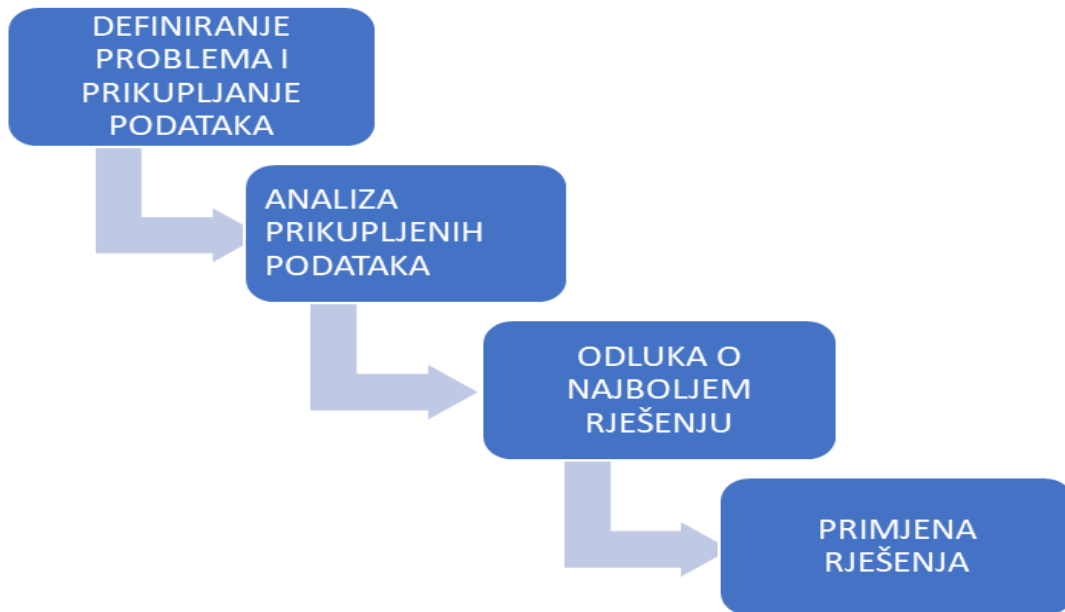 DEFINIRANJE
PROBLEMA I
PRIKUPLJANJE
PODATAKA
ANALIZA
PRIKUPLJENIH
PODATAKA
ODLUKA O
NAJBOLJEM
RJEŠENJU
PRIMJENA
RJEŠENJA